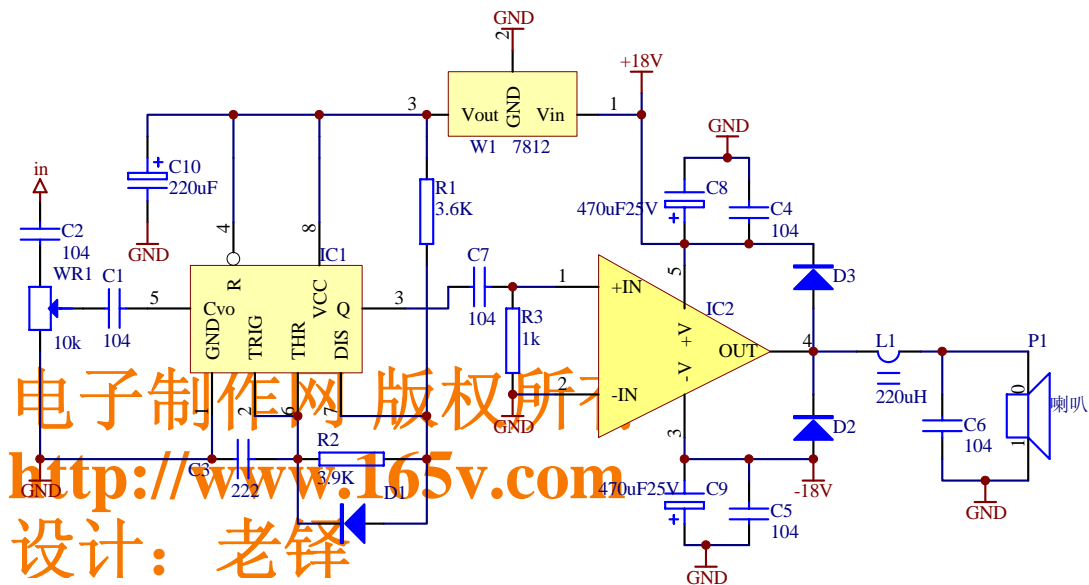 GND
2
+18V
3
Vout
GND
Vin
1
W1
7812
GND
in
C10
220uF
R1
3.6K
C8
470uF25V
C4
104
C2
104
4
8
GND
WR1
C1
IC1
C7
D3
5
Cvo
R
VCC
Q
3
1
+IN
5
IC2
10k
104
GND
TRIG
THR
DIS
104
R3
1k
+V
-V
OUT
4
L1
P1
220uH
2
-IN
GND
电子制作网 版权所有
1
2
6
7
3
D2
C6
104
0
1
喇叭
R2
3.9K
C3
222
GND
http://www.165v.com
D1
470uF25V
C9
C5
104
-18V
GND
设计：老铎
GND